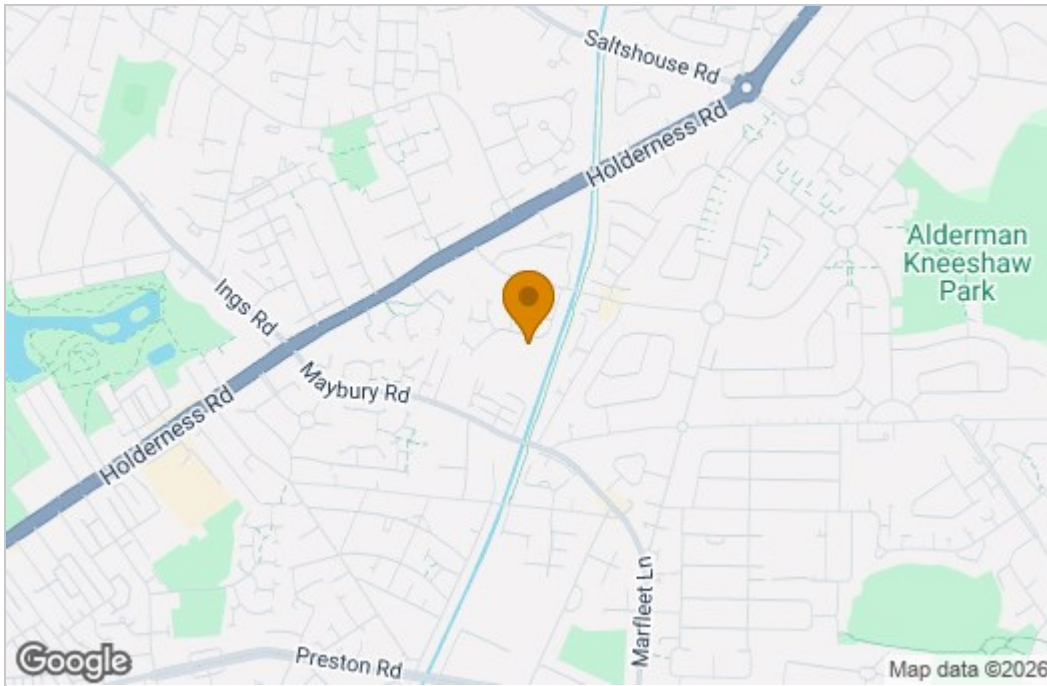 Saltshouse Rd
Holderness Rd
Alderman
Kneeshaw
Park
Ings Rd
Maybury Rd
Holderness Rd
Marfleet Ln
Preston Rd
Google
Map data ©2026